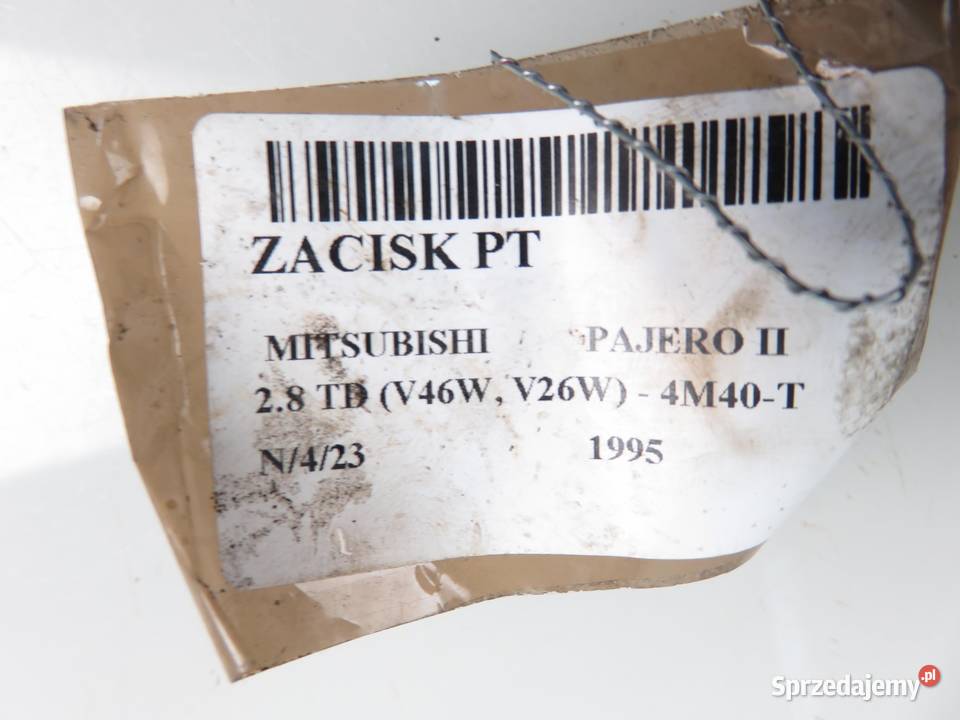 ZACISK PT
MITSUBISHI PAJERO II
2.8 TD (V46W, V26W) - 4M40-T
N/4/23 1995
Sprzedajemy.pl